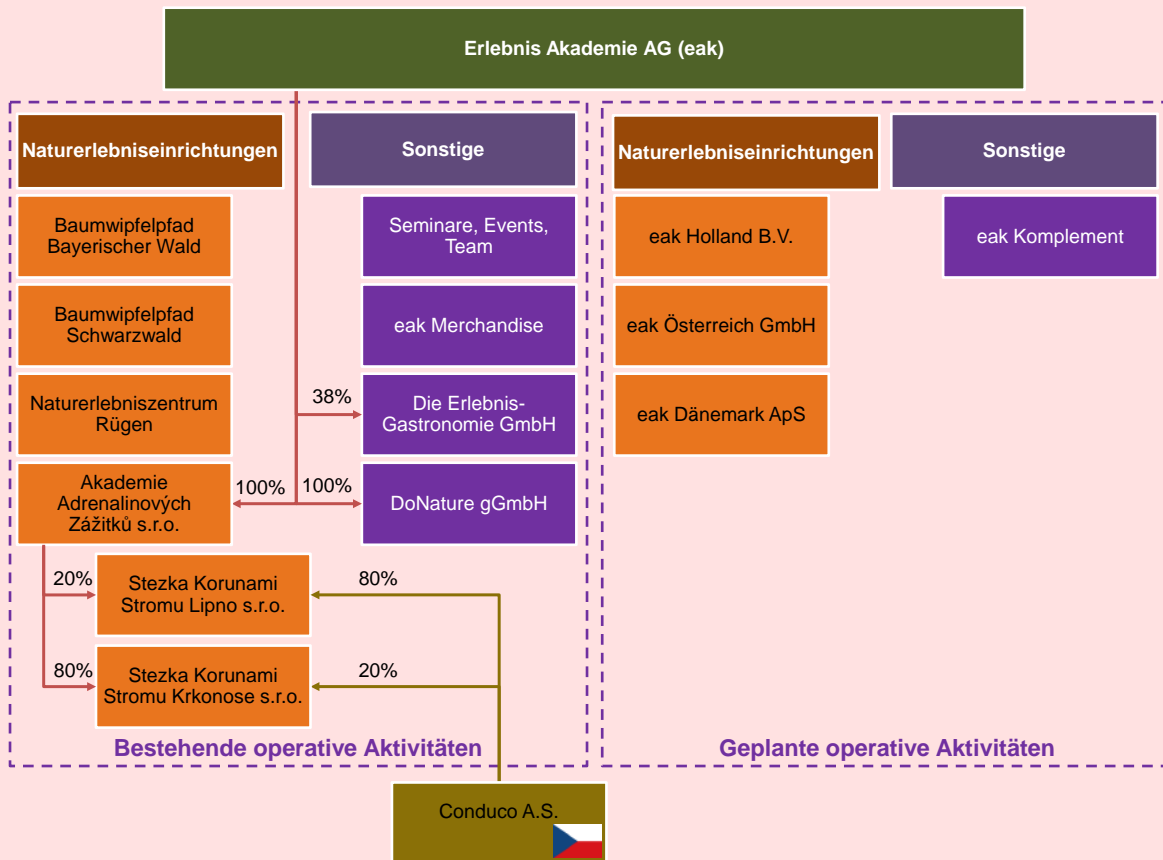 Erlebnis Akademie AG (eak)
Naturerlebniseinrichtungen
Sonstige
Baumwipfelpfad
Bayerischer Wald
Seminare, Events,
Team
Baumwipfelpfad
Schwarzwald
eak Merchandise
Naturerlebniszentrum
Rügen
38%
Die Erlebnis-
Gastronomie GmbH
Akademie
Adrenalinových
Zážitků s.r.o.
100%
100%
DoNature gGmbH
20%
Stezka Korunami
Stromu Lipno s.r.o.
80%
80%
Stezka Korunami
Stromu Krkonose s.r.o.
20%
Bestehende operative Aktivitäten
Naturerlebniseinrichtungen
Sonstige
eak Holland B.V.
eak Komplement
eak Österreich GmbH
eak Dänemark ApS
Geplante operative Aktivitäten
Conduco A.S.